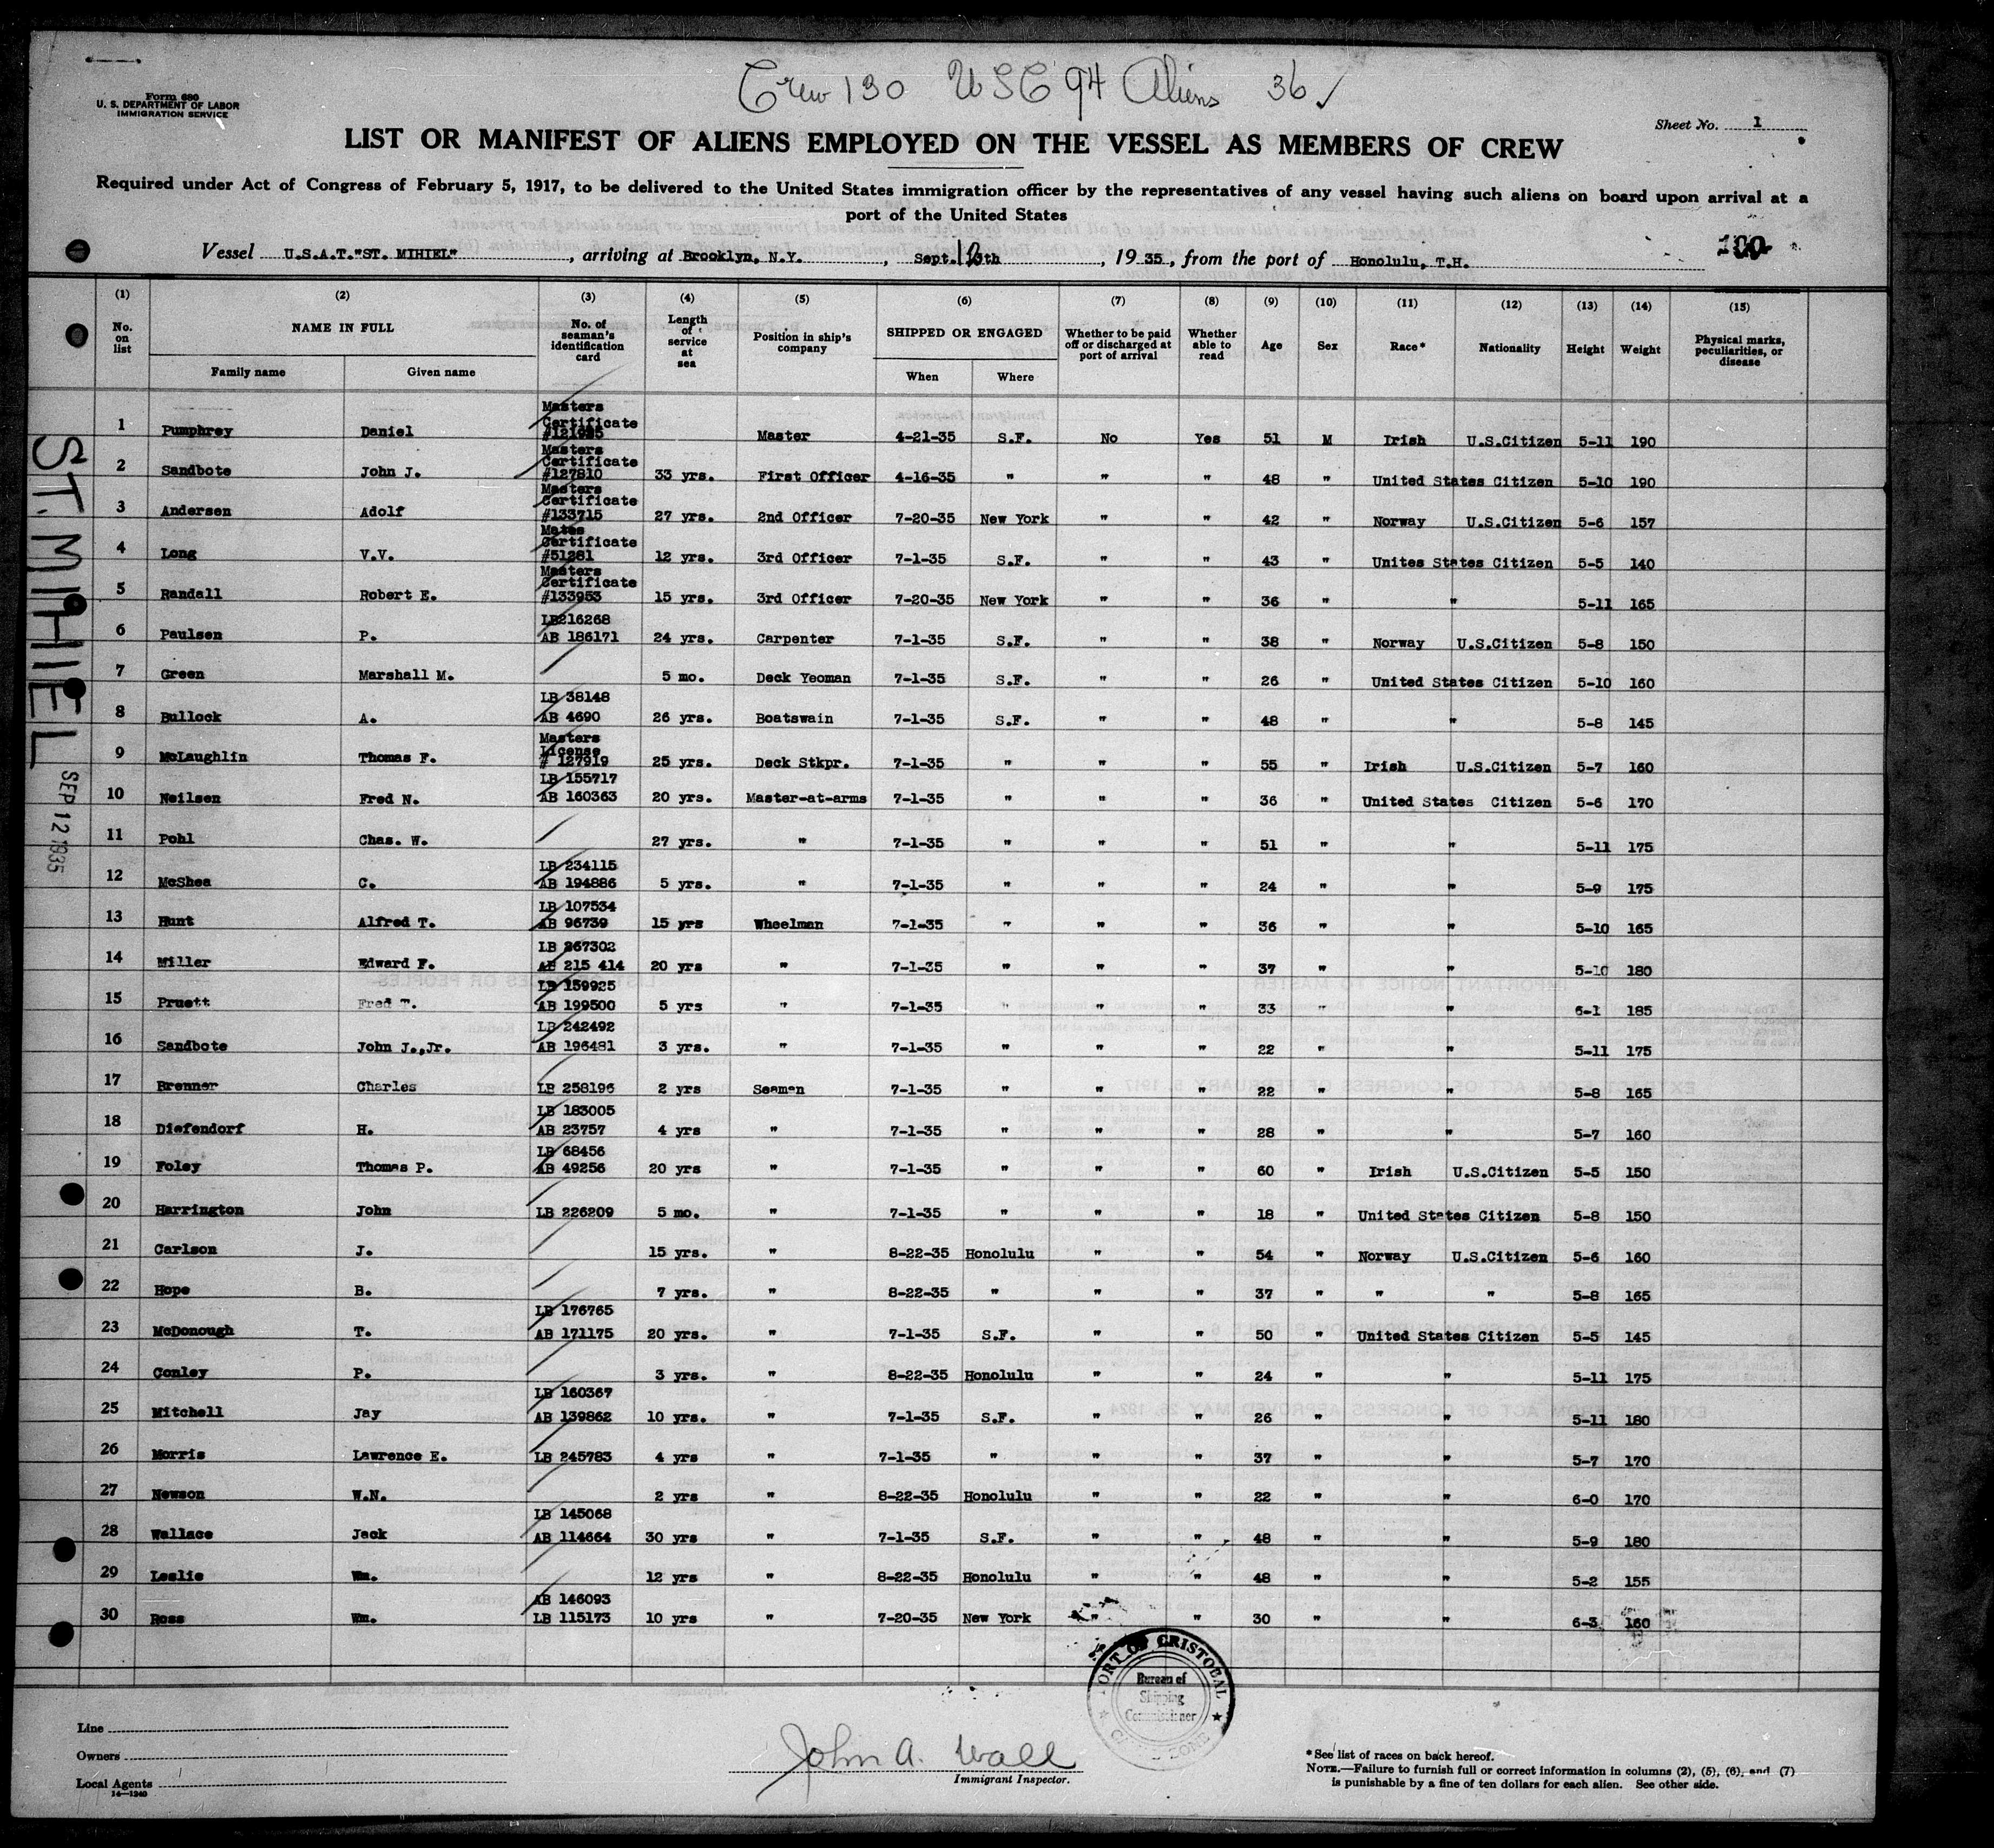 Crew 130 USC 94 Aliens 36 ✓
Form 680
U. S. DEPARTMENT OF LABOR
IMMIGRATION SERVICE
Sheet No. 1
LIST OR MANIFEST OF ALIENS EMPLOYED ON THE VESSEL AS MEMBERS OF CREW
Required under Act of Congress of February 5, 1917, to be delivered to the United States immigration officer by the representatives of any vessel having such aliens on board upon arrival at a
port of the United States
Vessel U.S.A.T."ST. MIHIEL", arriving at Brooklyn, N.Y., Sept. th, 19 35, from the port of Honolulu, T.H.
(1) (2) (3) (4) (5) (6) (7) (8) (9) (10) (11) (12) (13) (14) (15)
No. on list NAME IN FULL Family name Given name No. of seaman's identification card Length of service at sea Position in ship's company SHIPPED OR ENGAGED When Where Whether to be paid off or discharged at port of arrival Whether able to read Age Sex Race* Nationality Height Weight Physical marks, peculiarities, or disease
1 Pumphrey Daniel Masters Certificate Master 4-21-35 S.F. No Yes 51 M Irish U.S.Citizen 5-11 190
2 Sandbote John J. Masters Certificate #127810 33 yrs. First Officer 4-16-35 " " " 48 " United States Citizen 5-10 190
3 Andersen Adolf Masters Certificate #133715 27 yrs. 2nd Officer 7-20-35 New York " " 42 " Norway U.S.Citizen 5-6 157
4 Long V.V. Mates Certificate #51281 12 yrs. 3rd Officer 7-1-35 S.F. " " 43 " Unites States Citizen 5-5 140
5 Randall Robert E. Masters Certificate #133953 15 yrs. 3rd Officer 7-20-35 New York " " 36 " " 5-11 165
6 Paulsen P. LB216268 AB 186171 24 yrs. Carpenter 7-1-35 S.F. " " 38 " Norway U.S.Citizen 5-8 150
7 Green Marshall M. 5 mo. Deck Yeoman 7-1-35 S.F. " " 26 " United States Citizen 5-10 160
8 Bullock A. LB 38148 AB 4690 26 yrs. Boatswain 7-1-35 S.F. " " 48 " " 5-8 145
9 McLaughlin Thomas F. Masters License # 127919 25 yrs. Deck Stkpr. 7-1-35 " " " 55 " Irish U.S.Citizen 5-7 160
10 Neilsen Fred N. LB 155717 AB 160363 20 yrs. Master-at-arms 7-1-35 " " " 36 " United States Citizen 5-6 170
11 Pohl Chas. W. 27 yrs. " 7-1-35 " " " 51 " " 5-11 175
12 McShea C. LB 234115 AB 194886 5 yrs. " 7-1-35 " " " 24 " " 5-9 175
13 Hunt Alfred T. LB 107534 AB 96739 15 yrs Wheelman 7-1-35 " " " 36 " " 5-10 165
14 Miller Edward F. LB 267302 AB 215 414 20 yrs " 7-1-35 " " " 37 " " 5-10 180
15 Pruett Fred T. LB 159925 AB 199500 5 yrs " 7-1-35 " " " 33 " " 6-1 185
16 Sandbote John J.,Jr. LB 242492 AB 196481 3 yrs. " 7-1-35 " " " 22 " " 5-11 175
17 Brenner Charles LB 258196 2 yrs Seaman 7-1-35 " " " 22 " " 5-8 165
18 Diefendorf H. LB 183005 AB 23757 4 yrs " 7-1-35 " " " 28 " " 5-7 160
19 Foley Thomas P. LB 68456 AB 49256 20 yrs " 7-1-35 " " " 60 " Irish U.S.Citizen 5-5 150
20 Harrington John LB 226209 5 mo. " 7-1-35 " " " 18 " United States Citizen 5-8 150
21 Carlson J. 15 yrs. " 8-22-35 Honolulu " " 54 " Norway U.S.Citizen 5-6 160
22 Hope B. 7 yrs. " 8-22-35 " " " 37 " " " 5-8 165
23 McDonough T. LB 176765 AB 171175 20 yrs. " 7-1-35 S.F. " " 50 " United States Citizen 5-5 145
24 Conley P. 3 yrs. " 8-22-35 Honolulu " " 24 " " 5-11 175
25 Mitchell Jay LB 160367 AB 139862 10 yrs. " 7-1-35 S.F. " " 26 " " 5-11 180
26 Morris Lawrence E. LB 245783 4 yrs " 7-1-35 " " " 37 " " 5-7 170
27 Newson W.N. 2 yrs " 8-22-35 Honolulu " " 22 " " 6-0 170
28 Wallace Jack LB 145068 AB 114664 30 yrs " 7-1-35 S.F. " " 48 " " 5-9 180
29 Leslie Wm. 12 yrs " 8-22-35 Honolulu " " 48 " " 5-2 155
30 Ross Wm. AB 146093 LB 115173 10 yrs " 7-20-35 New York " " 30 " " 6-3 160
ST. MIHIEL
SEP 12 1935
PORT OF CRISTOBAL
Bureau of
Shipping
Commissioner
Line
Owners
Local Agents
14-1240
John A. Wall
Immigrant Inspector.
*See list of races on back hereof.
NOTE.—Failure to furnish full or correct information in columns (2), (5), (6), and (7)
is punishable by a fine of ten dollars for each alien. See other side.